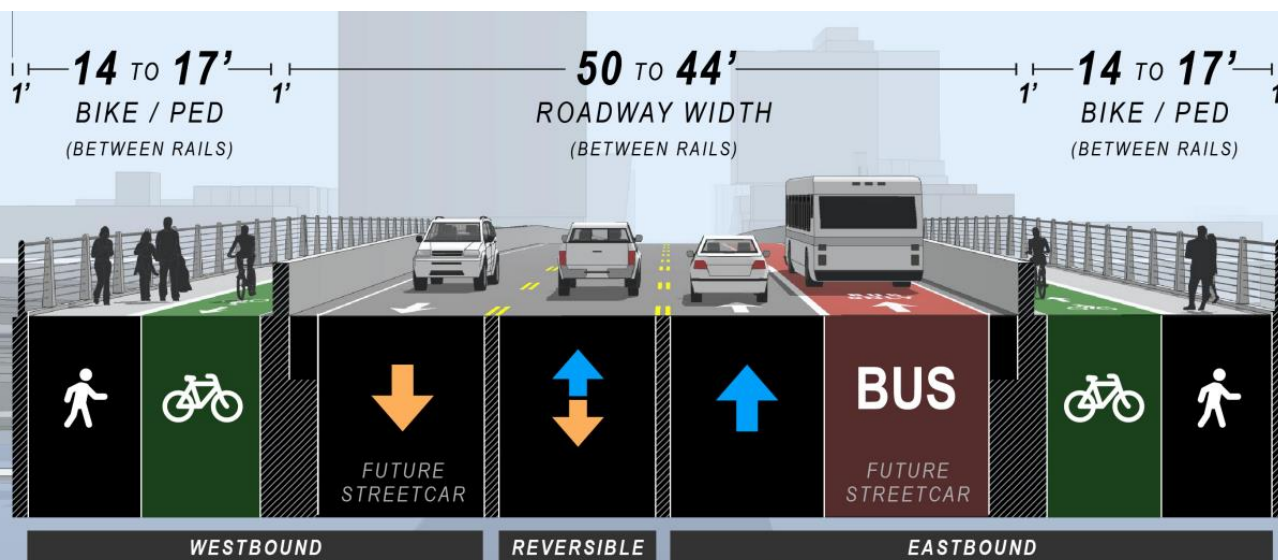 14 TO 17’
50 TO 44’
14 TO 17’
1’
1’
1’
BIKE / PED
ROADWAY WIDTH
BIKE / PED
(BETWEEN RAILS)
(BETWEEN RAILS)
(BETWEEN RAILS)
BUS
FUTURE
STREETCAR
FUTURE
STREETCAR
WESTBOUND
REVERSIBLE
EASTBOUND